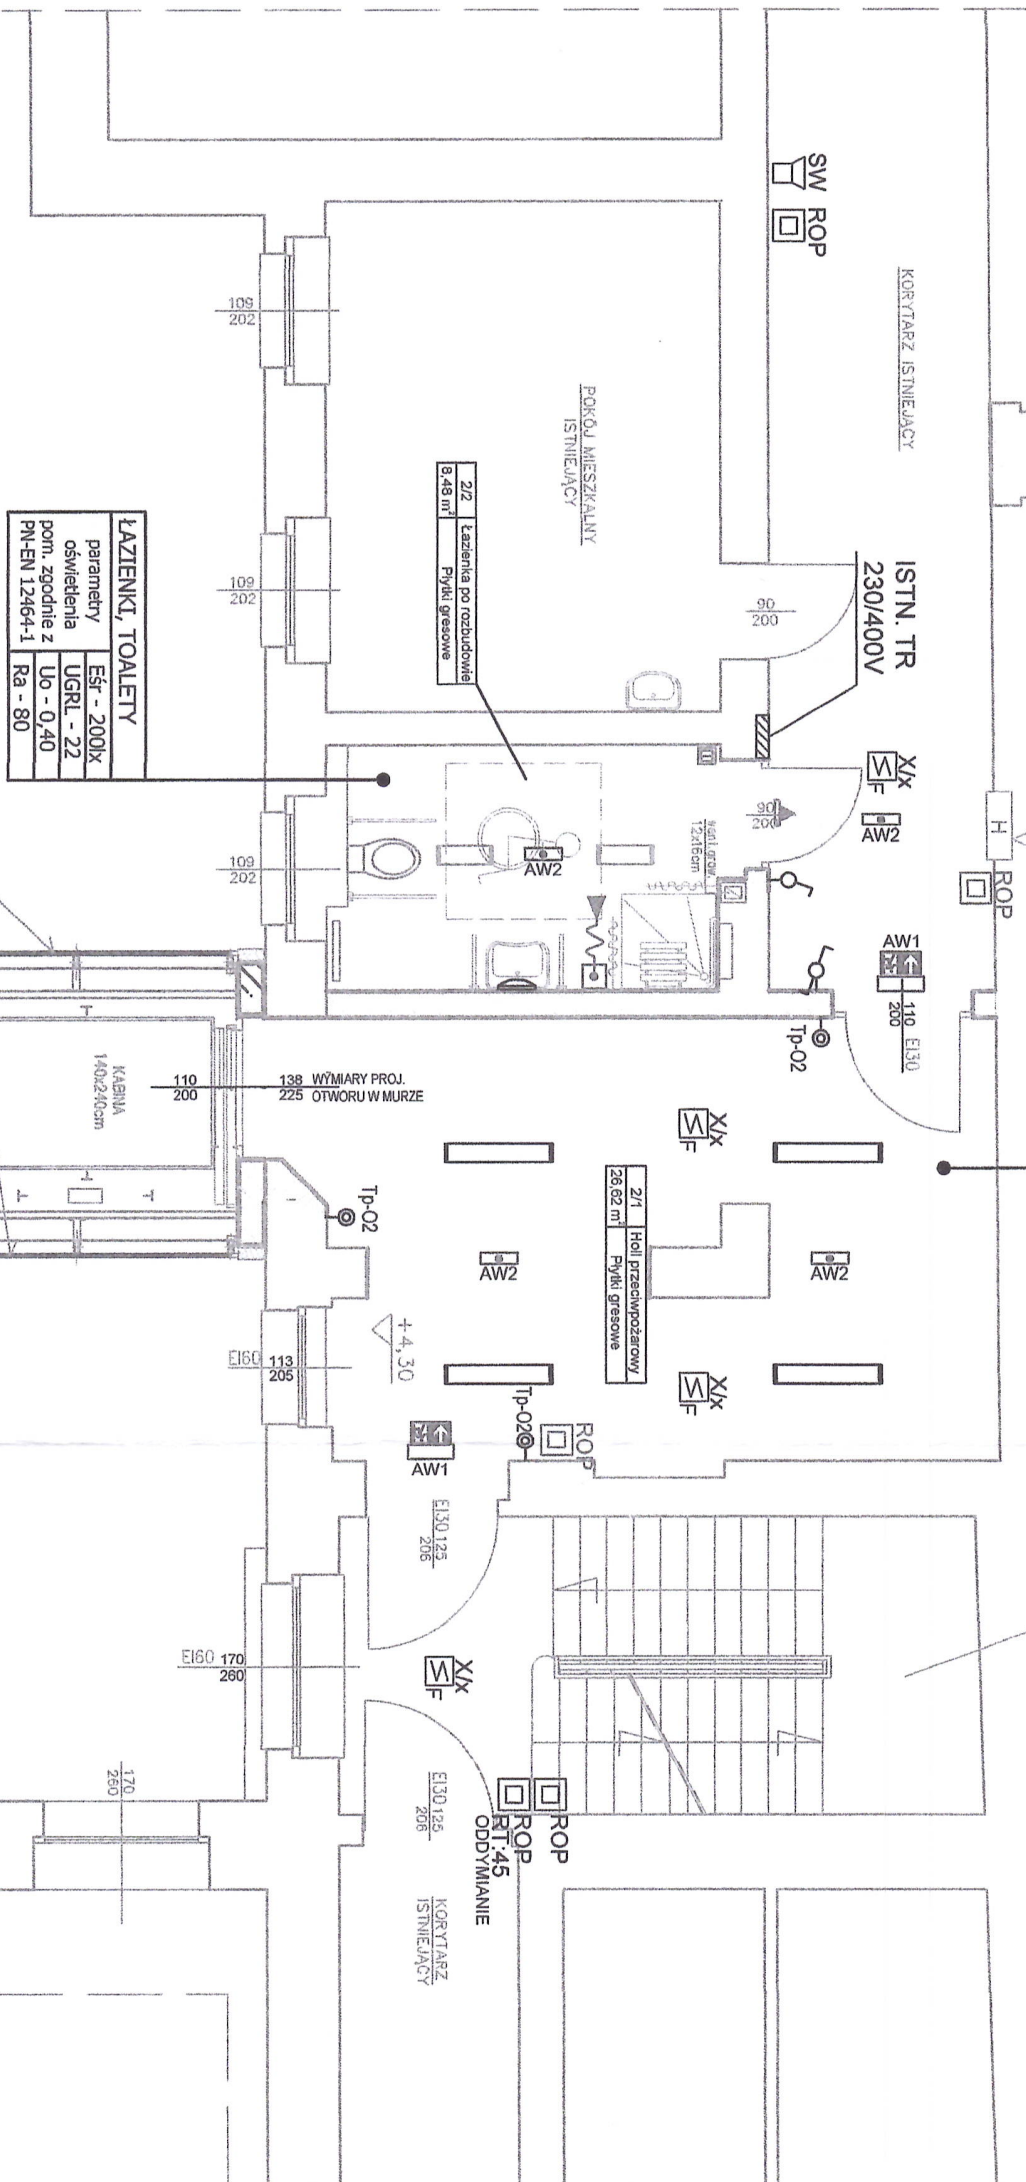 SW
ROP
KORYTARZ ISTNIEJĄCY
109
202
POKÓJ MIESZKALNY
ISTNIEJĄCY
2/2 Łazienka po rozbudowie
8,48 m² Płytki gresowe
109
202
ŁAZIENKI, TOALETY
parametry
oświetlenia
pom. zgodnie z
PN-EN 12464-1
Eśr - 200lx
UGRL - 22
Uo - 0,40
Ra - 80
ISTN. TR
230/400V
90
200
X/x
F
AW2
H
ROP
90
200
12x16cm
AW2
109
202
AW1
110 EI30
200
Tp-O2
KABINA
140x240cm
110
200
138 WYMIARY PROJ.
225 OTWORU W MURZE
X/x
F
Tp-O2
2/1 Holl przeciwpożarowy
26,62 m² Płytki gresowe
AW2
AW2
+4,30
EI60 113
205
X/x
F
Tp-O2
ROP
AW1
EI30 125
206
EI60 170
260
X/x
F
170
260
EI30 125
206
ROP
ROP
RT:45
ODDYMIANIE
KORYTARZ
ISTNIEJĄCY